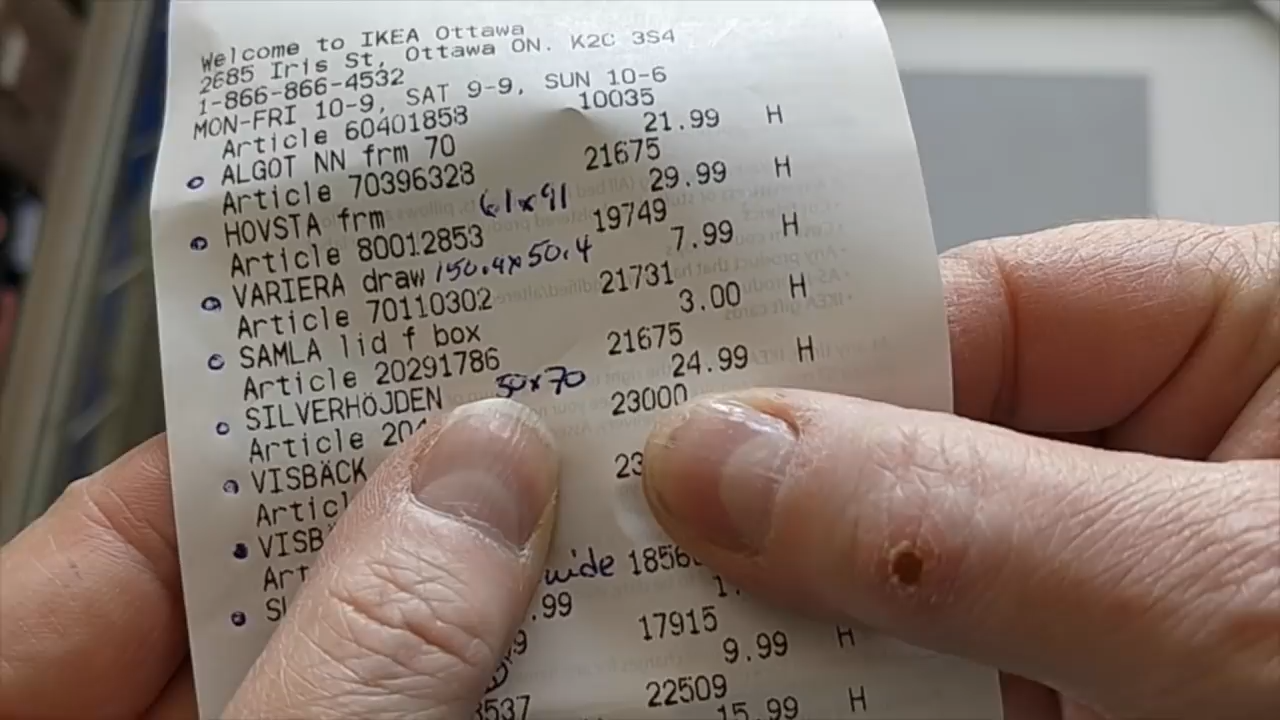 Welcome to IKEA Ottawa
2685 Iris St, Ottawa ON. K2C 3S4
1-866-866-4532
MON-FRI 10-9, SAT 9-9, SUN 10-6
Article 60401858 10035
ALGOT NN frm 70 21.99 H
Article 70396328 21675
HOVSTA frm 61x91 29.99 H
Article 80012853 19749
VARIERA draw 150.4x50.4 7.99 H
Article 70110302 21731
SAMLA lid f box 3.00 H
Article 20291786 21675
SILVERHÖJDEN 50x70 24.99 H
Article 23000
VISBÄCK
wide
.99
17915
9.99 H
22509
15.99 H